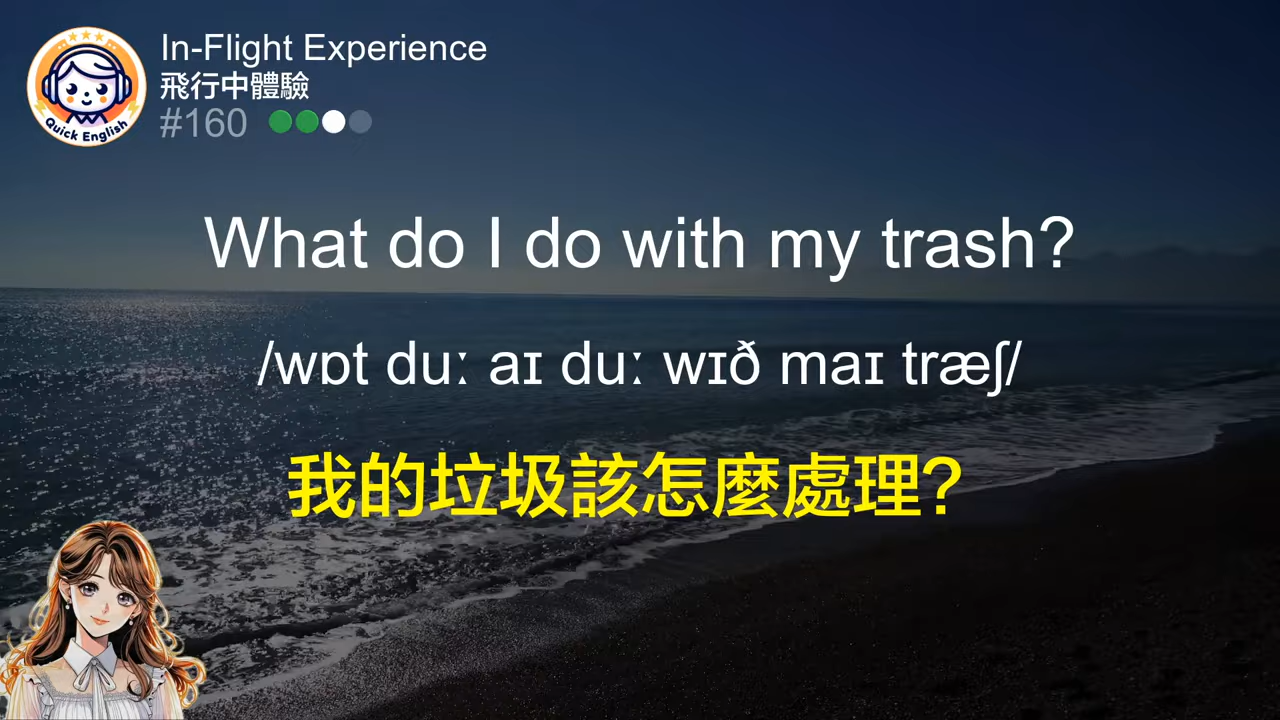 In-Flight Experience
飛行中體驗
#160
Quick English
What do I do with my trash?
/wɒt duː aɪ duː wɪð maɪ træʃ/
我的垃圾該怎麼處理?